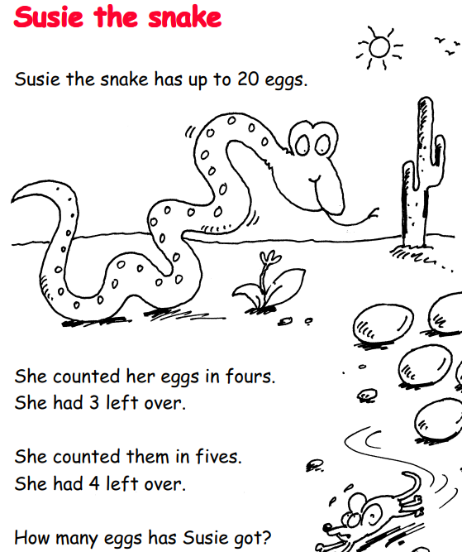 Susie the snake
Susie the snake has up to 20 eggs.
She counted her eggs in fours.
She had 3 left over.
She counted them in fives.
She had 4 left over.
How many eggs has Susie got?